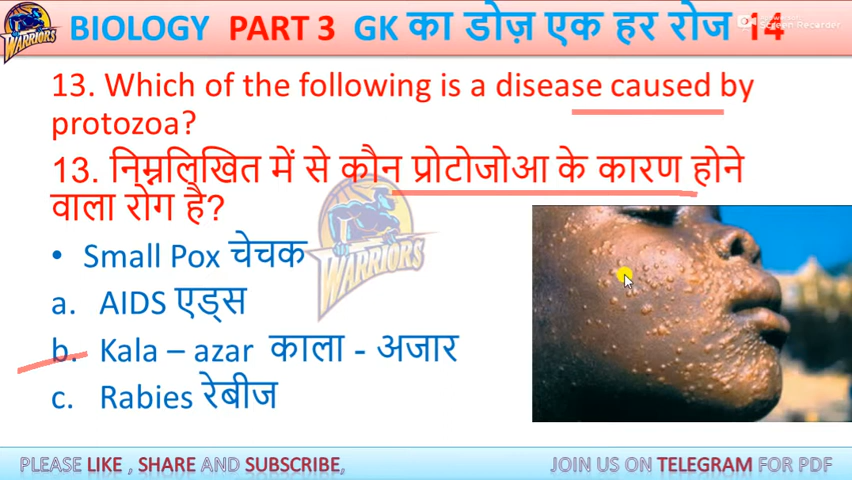 BIOLOGY PART 3 GK का डोज़ एक हर रोज 14
Screen Recorder
WARRIORS
13. Which of the following is a disease caused by
protozoa?
13. निम्नलिखित में से कौन प्रोटोजोआ के कारण होने
वाला रोग है?
WARRIORS
• Small Pox चेचक
a. AIDS एड्स
b. Kala – azar काला - अजार
c. Rabies रेबीज
PLEASE LIKE , SHARE AND SUBSCRIBE,
JOIN US ON TELEGRAM FOR PDF